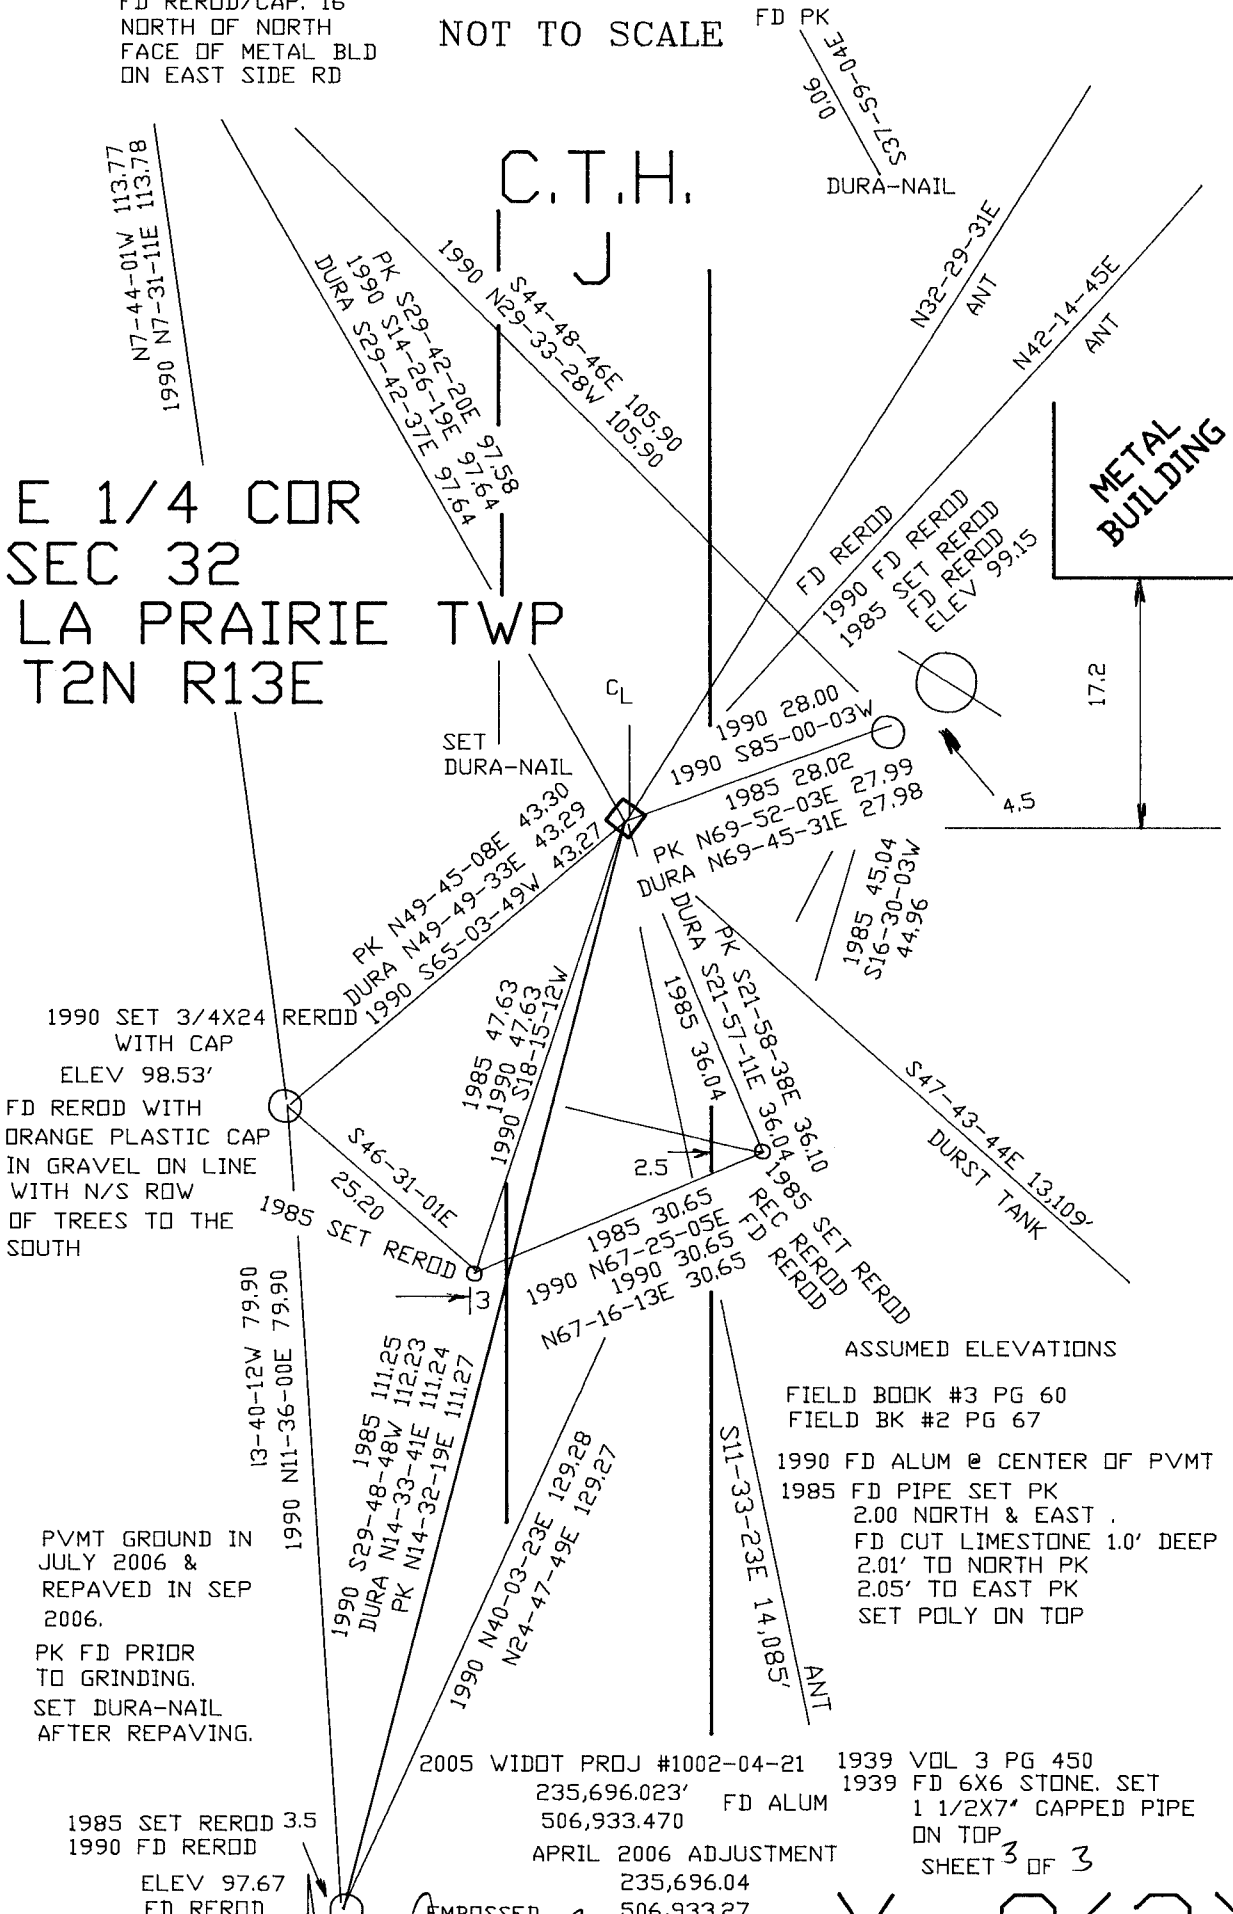 FD REROD/CAP. 16
NORTH OF NORTH
FACE OF METAL BLD
ON EAST SIDE RD
NOT TO SCALE
FD PK
S37-59-04E
0.06
DURA-NAIL
C.T.H.
J
N7-44-01W 113.77
1990 N7-31-11E 113.78
PK S29-42-20E 97.58
1990 S14-26-19E 97.64
DURA S29-42-37E 97.64
S44-48-46E 105.90
1990 N29-33-28W 105.90
N32-29-31E
ANT
N42-14-45E
ANT
METAL
BUILDING
E 1/4 COR
SEC 32
LA PRAIRIE TWP
T2N R13E
FD REROD
1990 FD REROD
1985 SET REROD
FD REROD
ELEV 99.15
17.2
CL
SET
DURA-NAIL
1990 28.00
1990 S85-00-03W
1985 28.02
PK N69-52-03E 27.99
DURA N69-45-31E 27.98
4.5
PK N49-45-08E 43.30
DURA N49-49-33E 43.29
1990 S65-03-49W 43.27
1985 45.04
S16-30-03W
44.96
1985 47.63
1990 47.63
1990 S18-15-12W
1985 36.04
PK S21-58-38E 36.10
DURA S21-57-11E 36.04
S47-43-44E 13,109'
DURST TANK
1990 SET 3/4X24 REROD
WITH CAP
ELEV 98.53'
FD REROD WITH
ORANGE PLASTIC CAP
IN GRAVEL ON LINE
WITH N/S ROW
OF TREES TO THE
SOUTH
S46-31-01E
25.20
1985 SET REROD
3
2.5
1985 30.65
1990 N67-25-05E
1990 30.65
N67-16-13E 30.65
1985 SET REROD
REC REROD
FD REROD
13-40-12W 79.90
1990 N11-36-00E 79.90
1985 111.25
1990 S29-48-48W 112.23
DURA N14-33-41E 111.24
PK N14-32-19E 111.27
1990 N40-03-23E 129.28
N24-47-49E 129.27
S11-33-23E 14,085'
ANT
ASSUMED ELEVATIONS
FIELD BOOK #3 PG 60
FIELD BK #2 PG 67
1990 FD ALUM @ CENTER OF PVMT
1985 FD PIPE SET PK
2.00 NORTH & EAST .
FD CUT LIMESTONE 1.0' DEEP
2.01' TO NORTH PK
2.05' TO EAST PK
SET POLY ON TOP
PVMT GROUND IN
JULY 2006 &
REPAVED IN SEP
2006.
PK FD PRIOR
TO GRINDING.
SET DURA-NAIL
AFTER REPAVING.
2005 WIDOT PROJ #1002-04-21
235,696.023'
506,933.470
FD ALUM
APRIL 2006 ADJUSTMENT
235,696.04
506,933.27
1939 VOL 3 PG 450
1939 FD 6X6 STONE. SET
1 1/2X7" CAPPED PIPE
ON TOP
SHEET 3 OF 3
1985 SET REROD 3.5
1990 FD REROD
ELEV 97.67
FD REROD
EMBOSSED